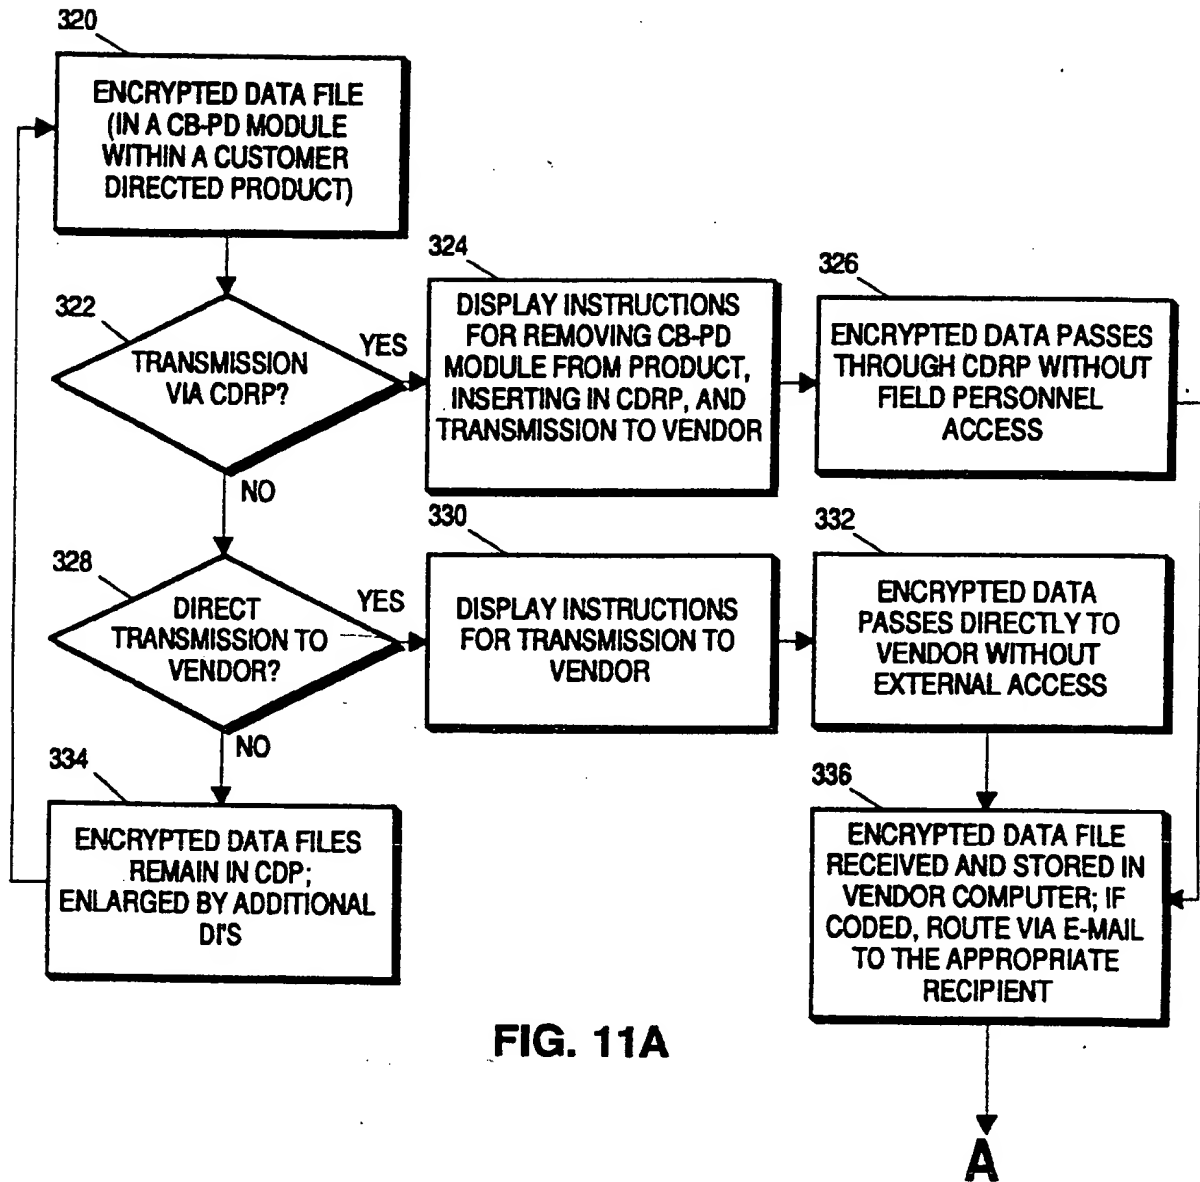 320
ENCRYPTED DATA FILE
(IN A CB-PD MODULE
WITHIN A CUSTOMER
DIRECTED PRODUCT)
322
TRANSMISSION
VIA CDRP?
YES
NO
324
DISPLAY INSTRUCTIONS
FOR REMOVING CB-PD
MODULE FROM PRODUCT,
INSERTING IN CDRP, AND
TRANSMISSION TO VENDOR
326
ENCRYPTED DATA PASSES
THROUGH CDRP WITHOUT
FIELD PERSONNEL
ACCESS
328
DIRECT
TRANSMISSION TO
VENDOR?
YES
NO
330
DISPLAY INSTRUCTIONS
FOR TRANSMISSION TO
VENDOR
332
ENCRYPTED DATA
PASSES DIRECTLY TO
VENDOR WITHOUT
EXTERNAL ACCESS
334
ENCRYPTED DATA FILES
REMAIN IN CDP;
ENLARGED BY ADDITIONAL
DI'S
336
ENCRYPTED DATA FILE
RECEIVED AND STORED IN
VENDOR COMPUTER; IF
CODED, ROUTE VIA E-MAIL
TO THE APPROPRIATE
RECIPIENT
FIG. 11A
A